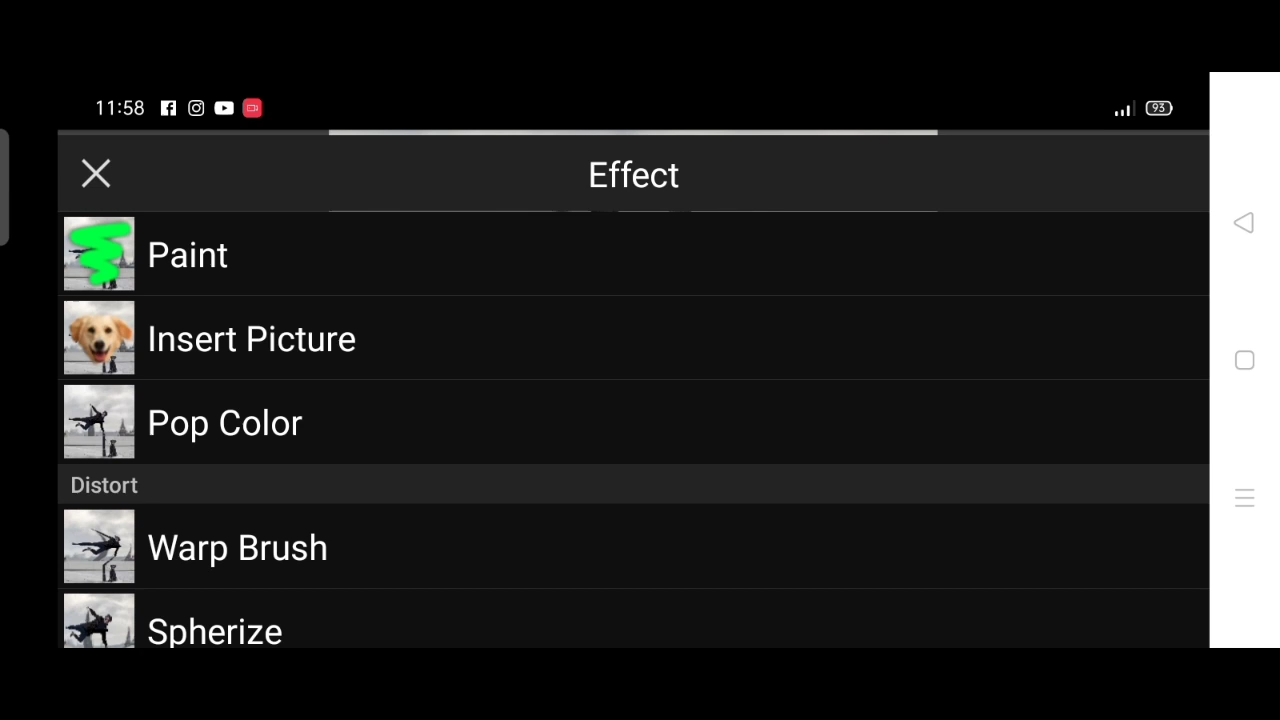 11:58
93
Effect
Paint
Insert Picture
Pop Color
Distort
Warp Brush
Spherize